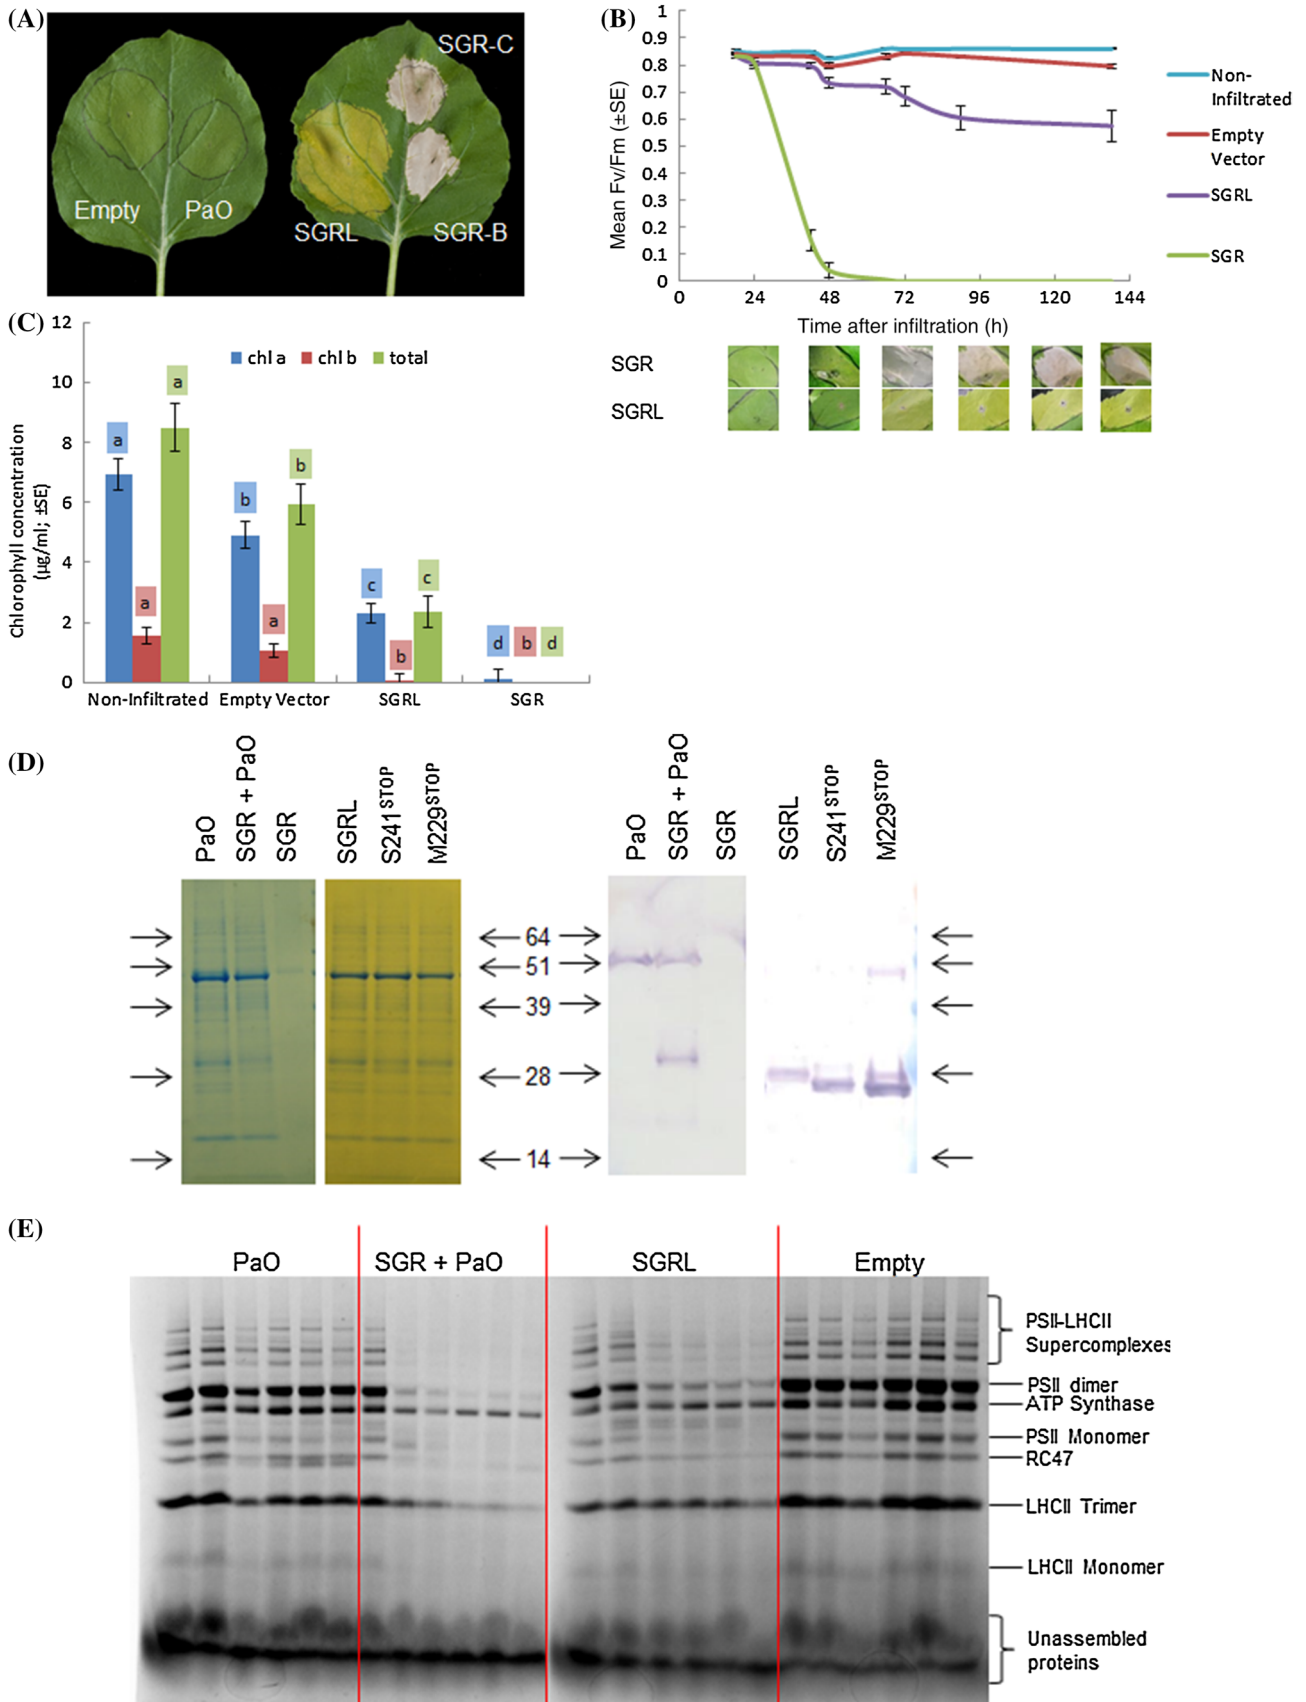 (A)
SGR-C
Empty
PaO
SGRL
SGR-B
(B)
Mean Fv/Fm (±SE)
1
0.9
0.8
0.7
0.6
0.5
0.4
0.3
0.2
0.1
0
0 24 48 72 96 120 144
Time after infiltration (h)
Non-
Infiltrated
Empty
Vector
SGRL
SGR
SGR
SGRL
(C)
Chlorophyll concentration
(µg/ml; ±SE)
12
10
8
6
4
2
0
chl a chl b total
a a a
b a b
c b c
d b d
Non-Infiltrated Empty Vector SGRL SGR
(D)
PaO
SGR + PaO
SGR
SGRL
S241STOP
M229STOP
PaO
SGR + PaO
SGR
SGRL
S241STOP
M229STOP
64
51
39
28
14
(E)
PaO SGR + PaO SGRL Empty
PSII-LHCII
Supercomplexes
PSII dimer
ATP Synthase
PSII Monomer
RC47
LHCII Trimer
LHCII Monomer
Unassembled
proteins